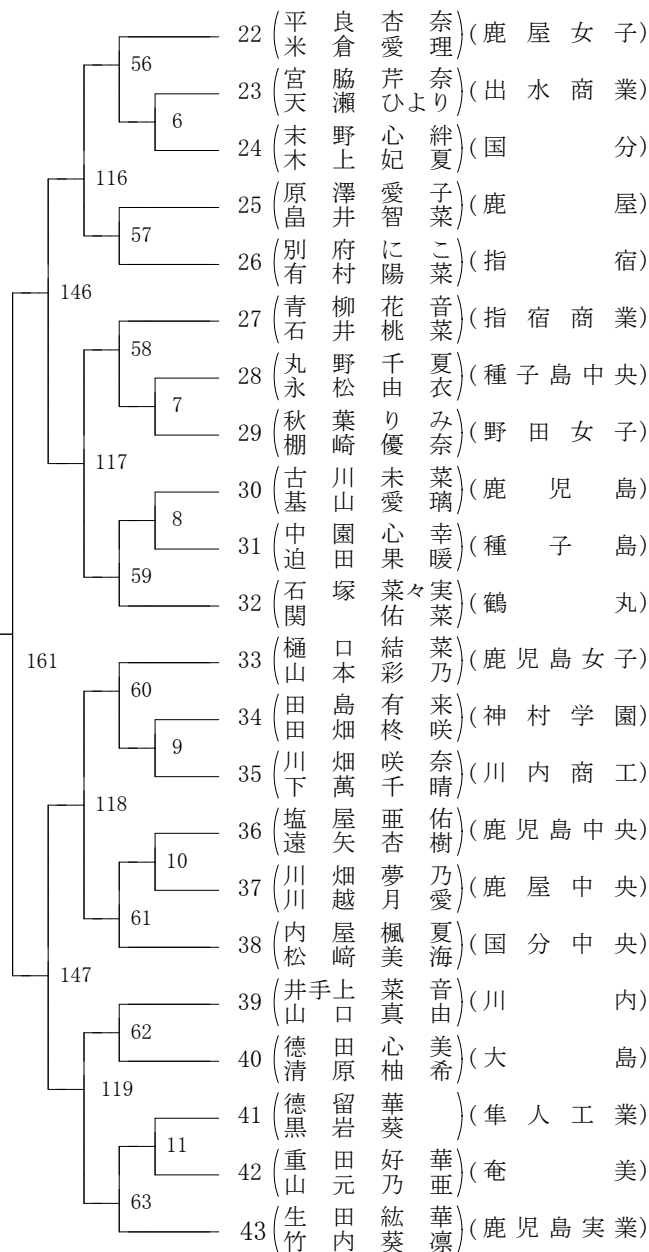 22 (平良杏奈 米倉愛理) (鹿屋女子)
56
23 (宮脇芹奈 天瀬ひより) (出水商業)
6
24 (末野心絆 木上妃夏) (国分)
116
25 (原澤愛子 畠井智菜) (鹿屋)
57
26 (別府にこ 有村陽菜) (指宿)
146
27 (青柳花音 石井桃菜) (指宿商業)
58
28 (丸野千夏 永松由衣) (種子島中央)
7
29 (秋葉りみ 棚崎優奈) (野田女子)
117
30 (古川未菜 基山愛璃) (鹿児島)
8
31 (中園心幸 迫田果暖) (種子島)
59
32 (石塚菜々実 関佑菜) (鶴丸)
161
33 (樋口結菜 山本彩乃) (鹿児島女子)
60
34 (田島有来 田畑柊咲) (神村学園)
9
35 (川畑咲奈 下萬千晴) (川内商工)
118
36 (塩屋亜佑 遠矢杏樹) (鹿児島中央)
10
37 (川畑夢乃 川越月愛) (鹿屋中央)
61
38 (内屋楓夏 松﨑美海) (国分中央)
147
39 (井手上菜音 山口真由) (川内)
62
40 (德田心美 清原柚希) (大島)
119
41 (德留華 黒岩葵) (隼人工業)
11
42 (重田好華 山元乃亜) (奄美)
63
43 (生田紘華 竹内葵凛) (鹿児島実業)